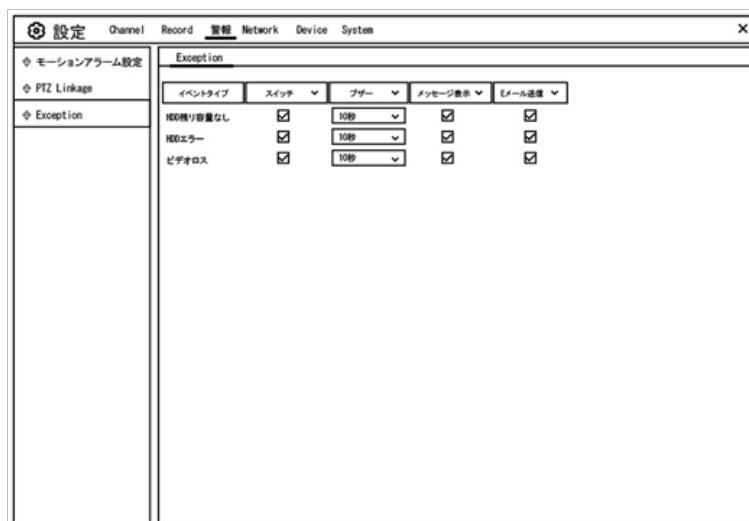 設定 Channel Record 警報 Network Device System ×
モーションアラーム設定
PTZ Linkage
Exception
Exception
イベントタイプ スイッチ ブザー メッセージ表示 Eメール送信
HDD残り容量なし 10秒
HDDエラー 10秒
ビデオロス 10秒